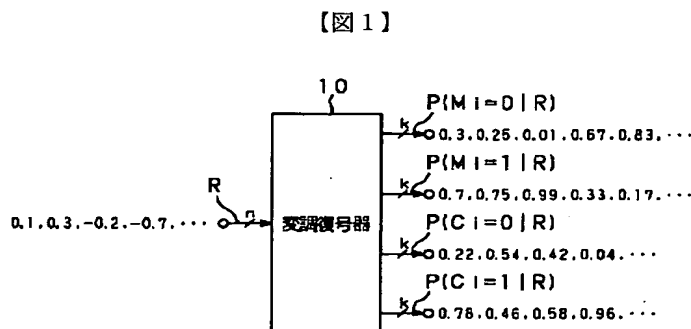 【図1】
10
P(Mi=0|R)
k
0.3,0.25,0.01,0.67,0.83,···
P(Mi=1|R)
k
0.7,0.75,0.99,0.33,0.17,···
R
n
0.1,0.3,-0.2,-0.7,···
変調復号器
P(Ci=0|R)
k
0.22,0.54,0.42,0.04,···
P(Ci=1|R)
k
0.78,0.46,0.58,0.96,···